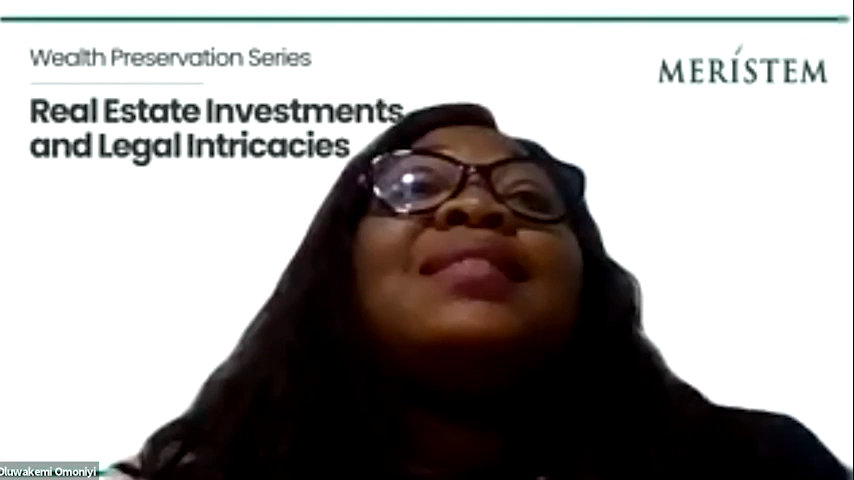 Wealth Preservation Series
MERISTEM
Real Estate Investments
and Legal Intricacies
Oluwakemi Omoniyi